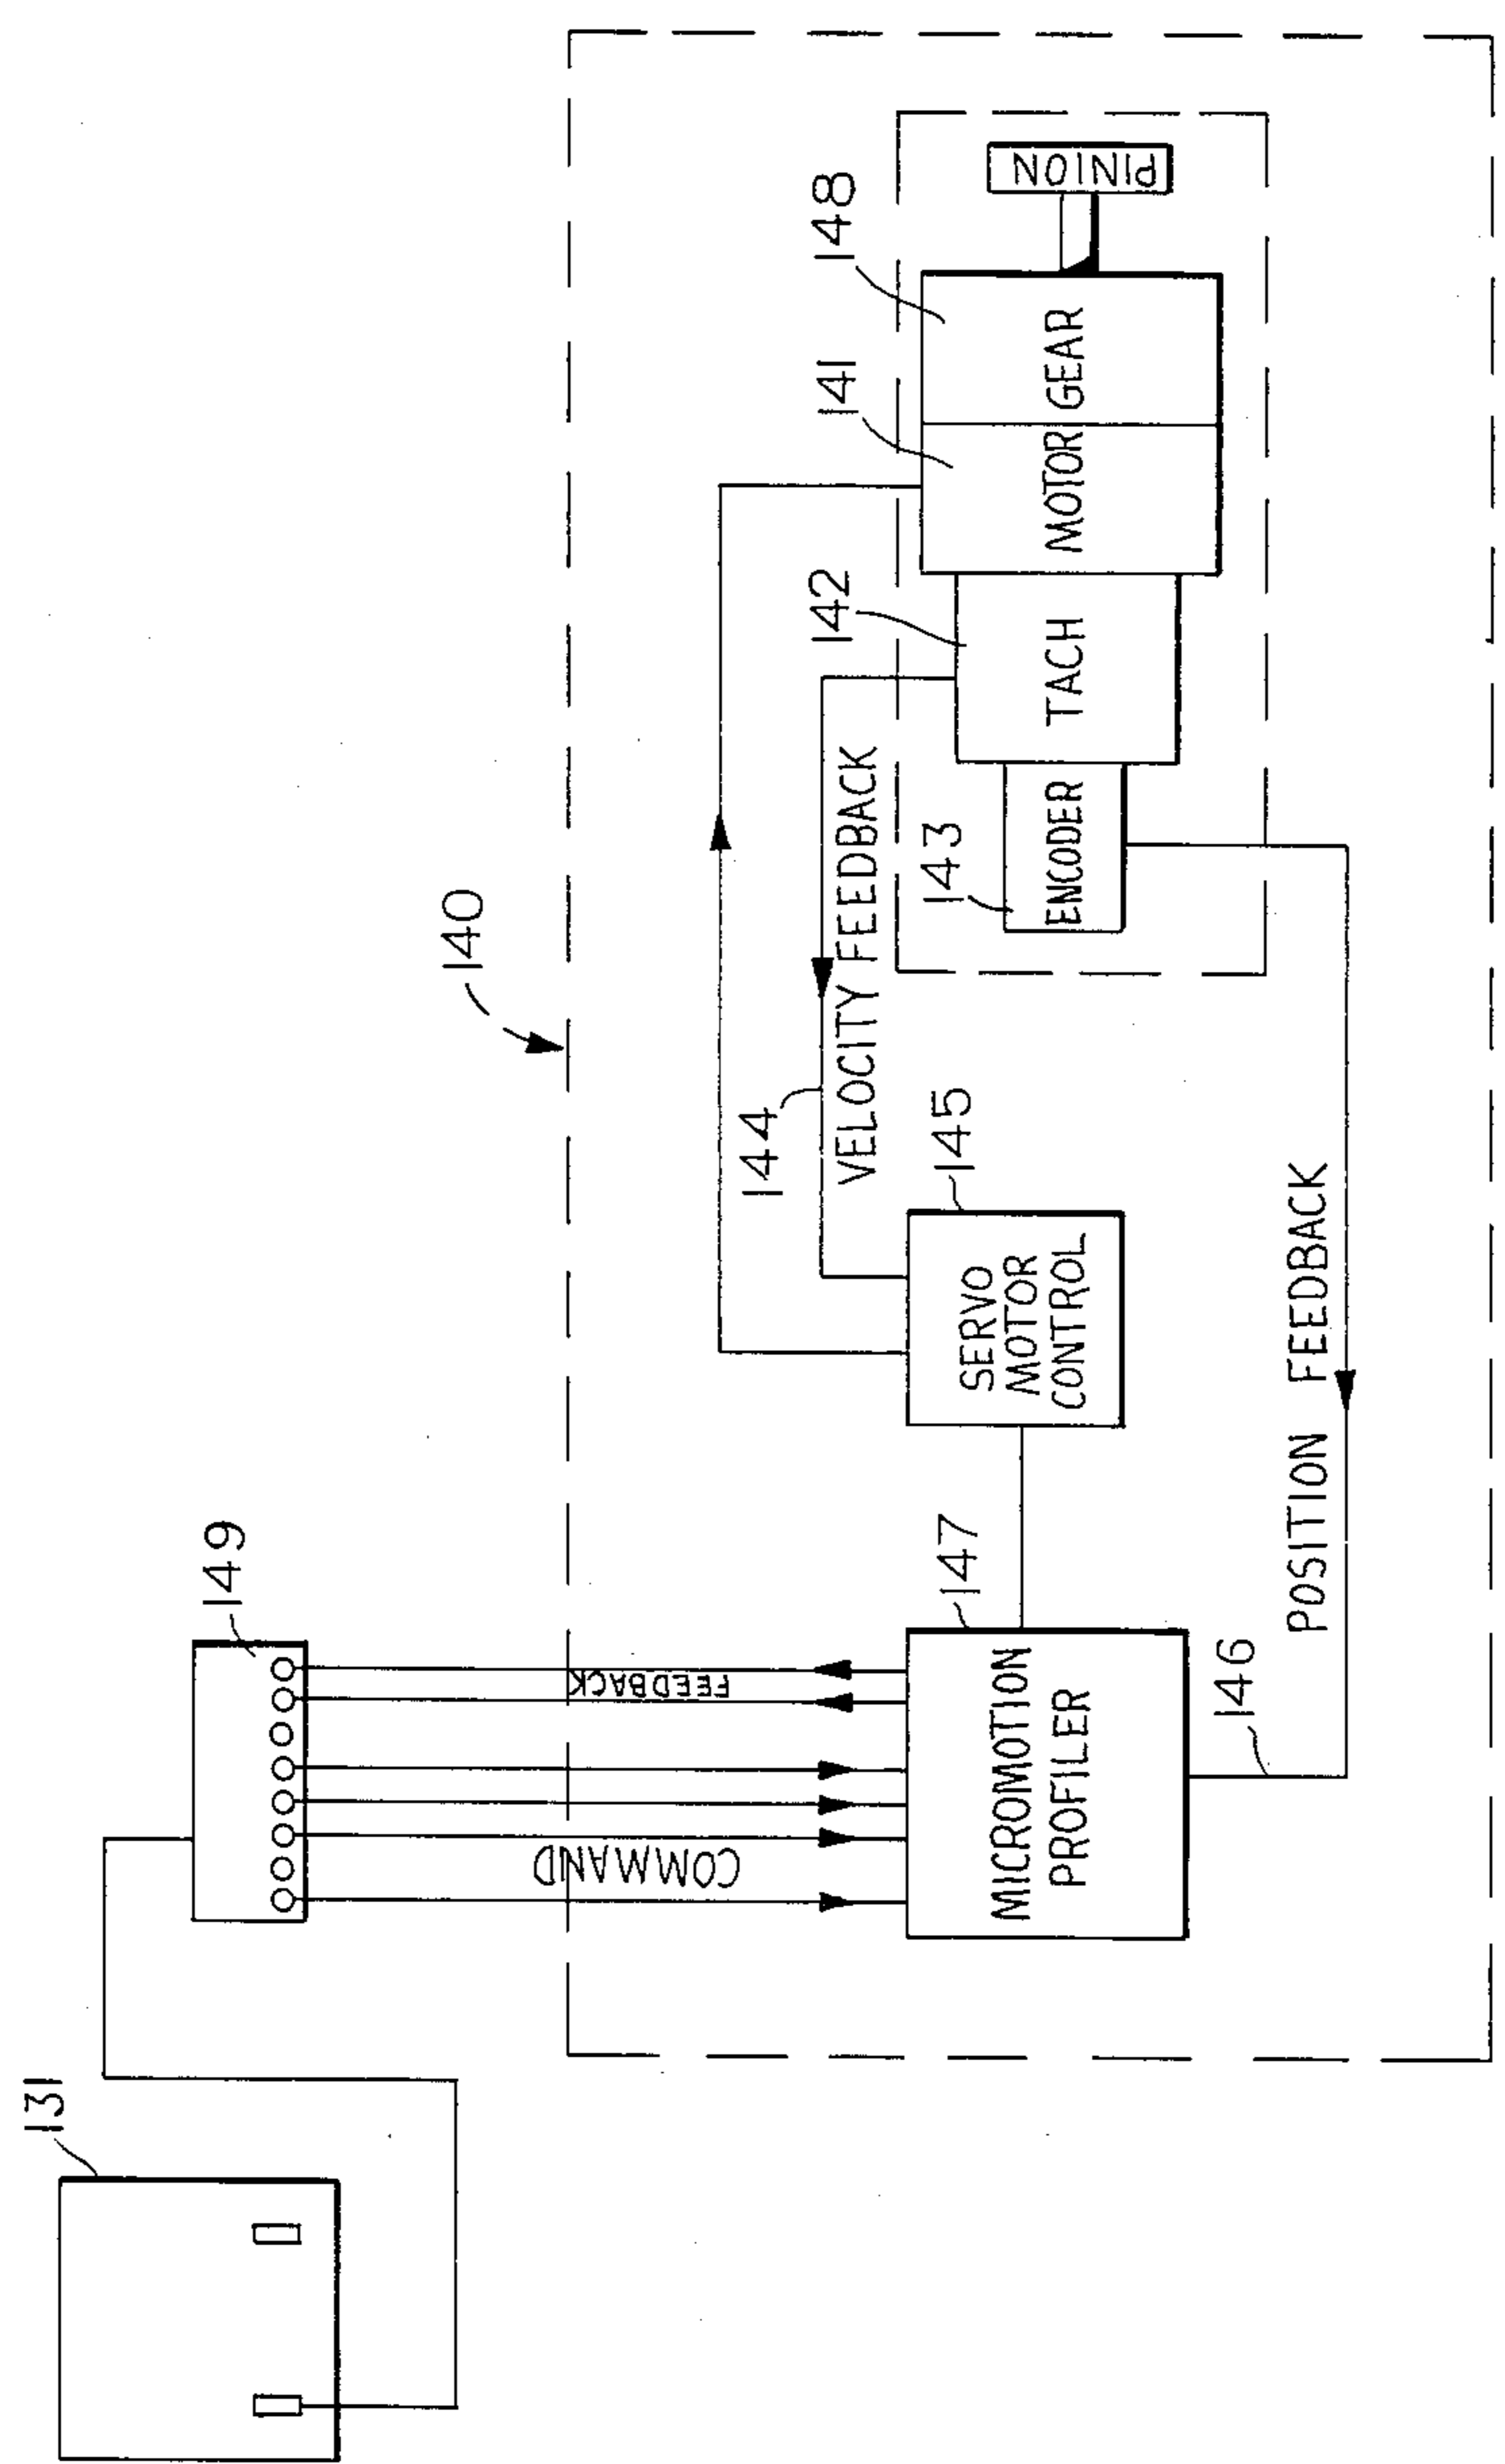 131
149
140
FEEDBACK
COMMAND
144
VELOCITY FEEDBACK
142
141
148
147
MICROMOTION
PROFILER
145
SERVO
MOTOR
CONTROL
143
ENCODER
TACH
MOTOR
GEAR
PINION
146
POSITION FEEDBACK